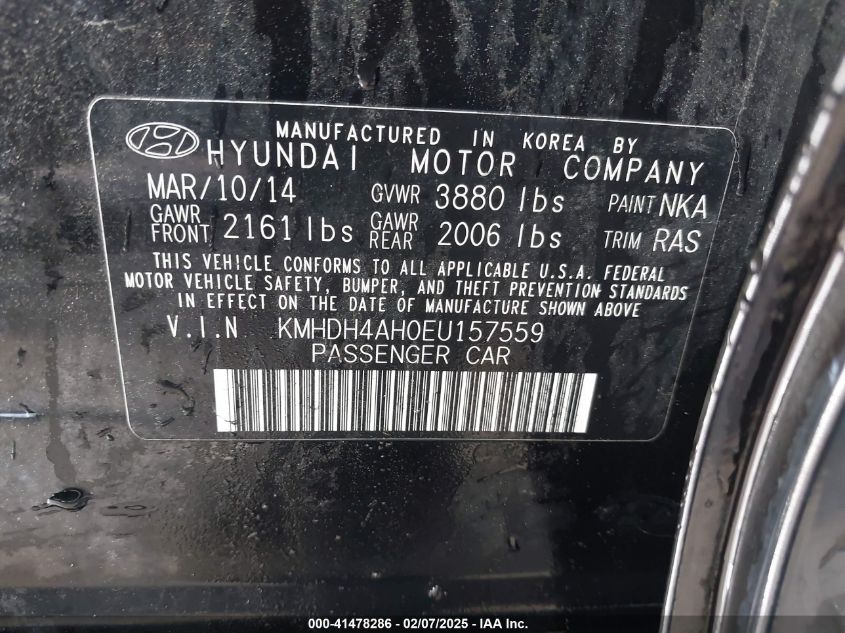 MANUFACTURED IN KOREA BY
HYUNDAI MOTOR COMPANY
MAR/10/14 GVWR 3880 lbs PAINT NKA
GAWR FRONT 2161 lbs GAWR REAR 2006 lbs TRIM RAS
THIS VEHICLE CONFORMS TO ALL APPLICABLE U.S.A. FEDERAL
MOTOR VEHICLE SAFETY, BUMPER, AND THEFT PREVENTION STANDARDS
IN EFFECT ON THE DATE OF MANUFACTURE SHOWN ABOVE
V.I.N KMHDH4AH0EU157559
PASSENGER CAR
000-41478286 - 02/07/2025 - IAA Inc.